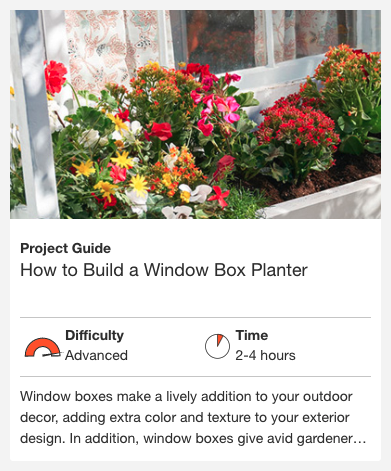 Project Guide
How to Build a Window Box Planter
Difficulty
Advanced
Time
2-4 hours
Window boxes make a lively addition to your outdoor
decor, adding extra color and texture to your exterior
design. In addition, window boxes give avid gardener…